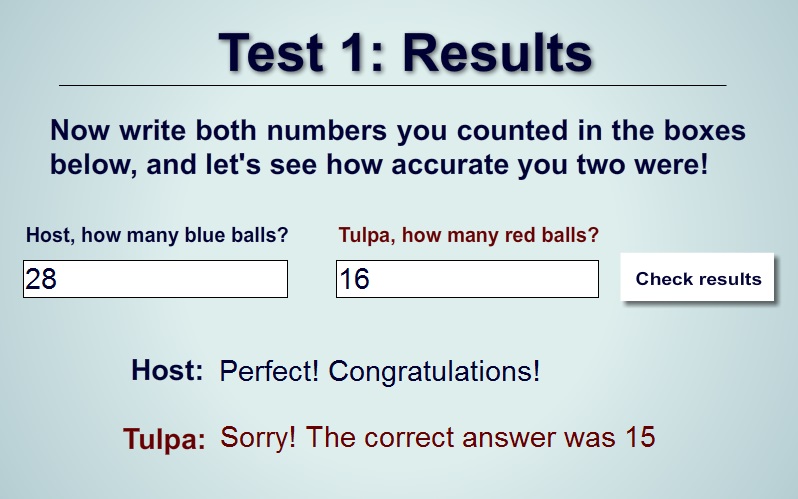 Test 1: Results
Now write both numbers you counted in the boxes
below, and let's see how accurate you two were!
Host, how many blue balls?
Tulpa, how many red balls?
28
16
Check results
Host: Perfect! Congratulations!
Tulpa: Sorry! The correct answer was 15